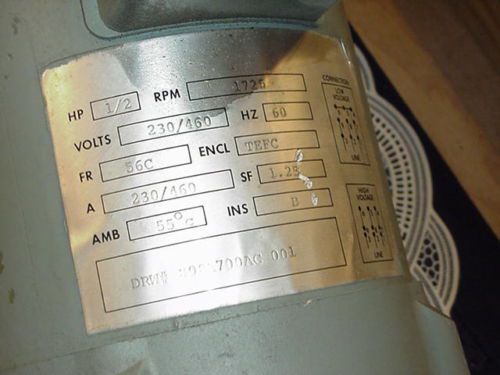 HP 1/2 RPM 1725
VOLTS 230/460 HZ 60
FR 56C ENCL TEFC
A 230/460 SF 1.25
AMB 55°C INS B
001
CONNECTION
LOW
VOLTAGE
LINE
HIGH
VOLTAGE
LINE